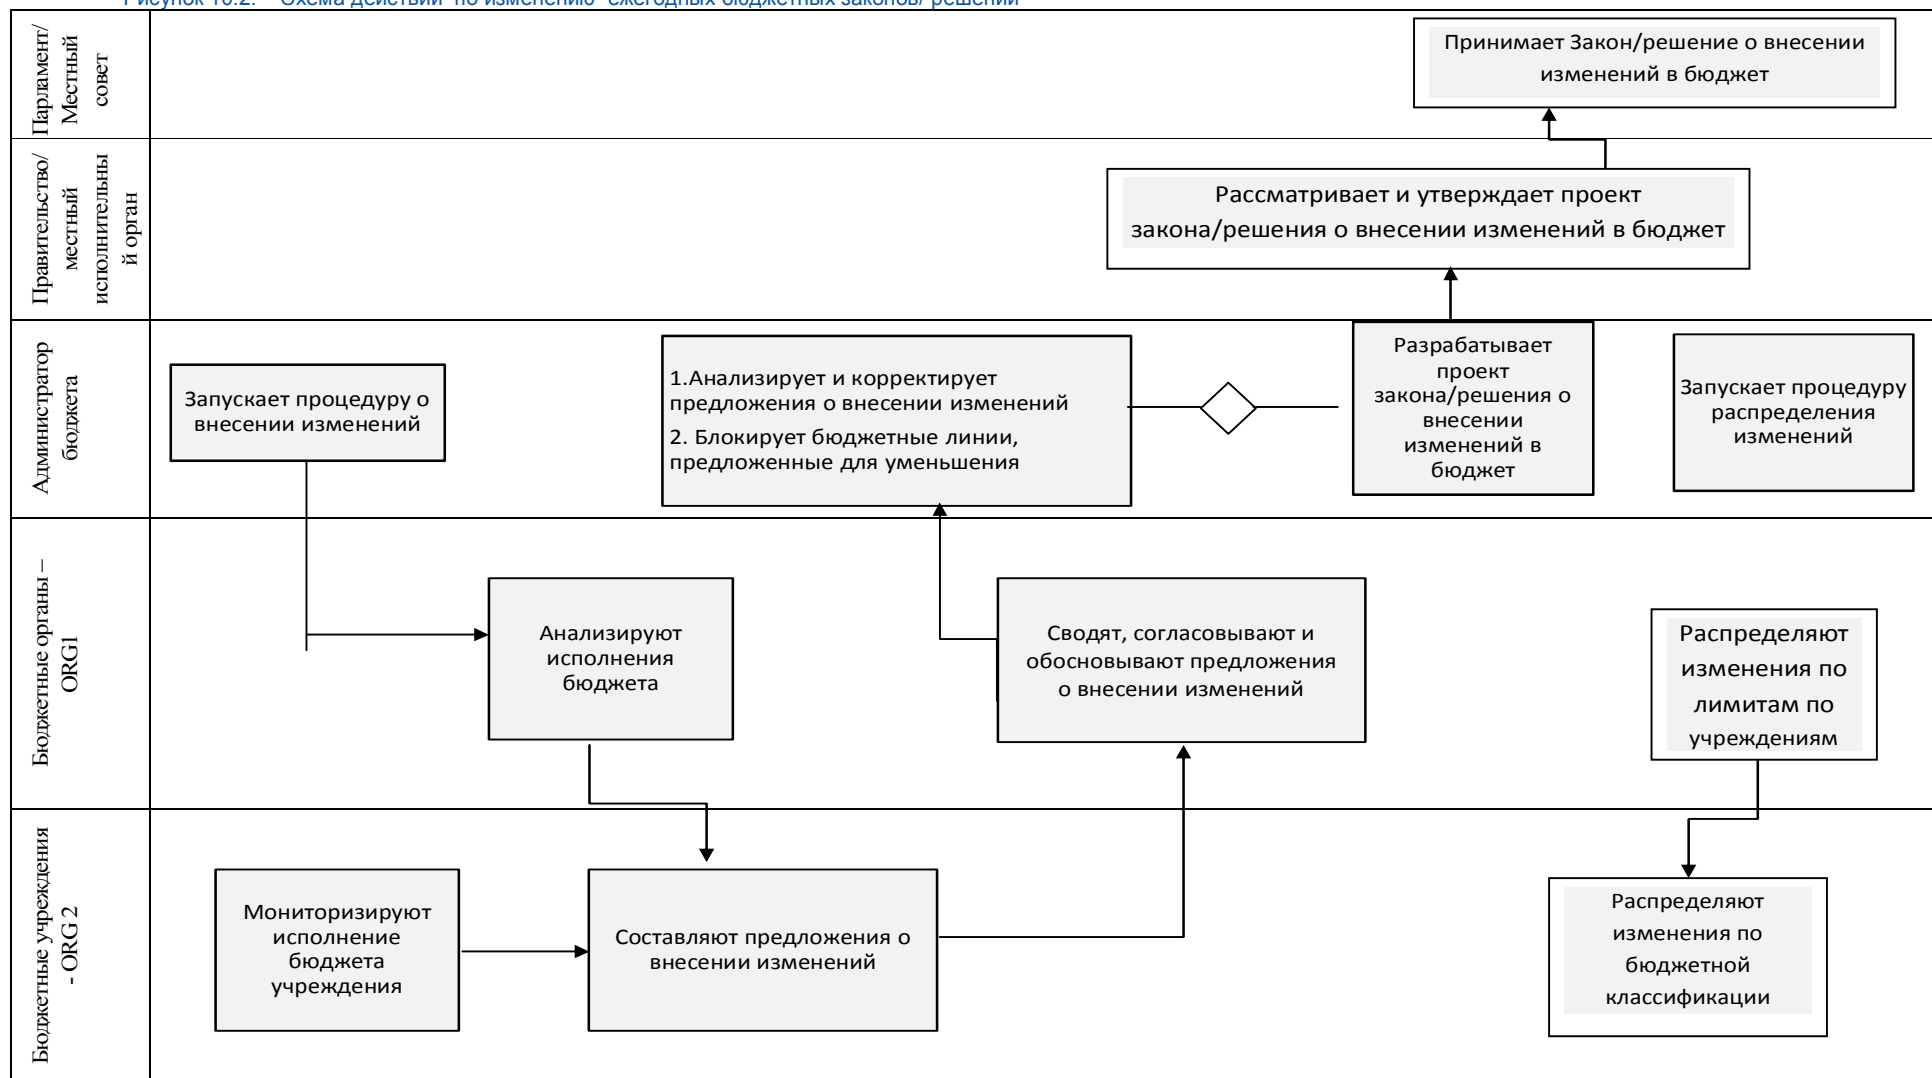 Рисунок 10.2. Схема действий по изменению ежегодных бюджетных законов/ решений
Парламент/
Местный
совет
Принимает Закон/решение о внесении
изменений в бюджет
Правительство/
местный
исполнительны
й орган
Рассматривает и утверждает проект
закона/решения о внесении изменений в бюджет
Администратор
бюджета
Запускает процедуру о
внесении изменений
1.Анализирует и корректирует
предложения о внесении изменений
2. Блокирует бюджетные линии,
предложенные для уменьшения
Разрабатывает
проект
закона/решения о
внесении
изменений в
бюджет
Запускает процедуру
распределения
изменений
Бюджетные органы –
ORG1
Анализируют
исполнения
бюджета
Сводят, согласовывают и
обосновывают предложения
о внесении изменений
Распределяют
изменения по
лимитам по
учреждениям
Бюджетные учреждения
- ORG 2
Мониторизируют
исполнение
бюджета
учреждения
Составляют предложения о
внесении изменений
Распределяют
изменения по
бюджетной
классификации